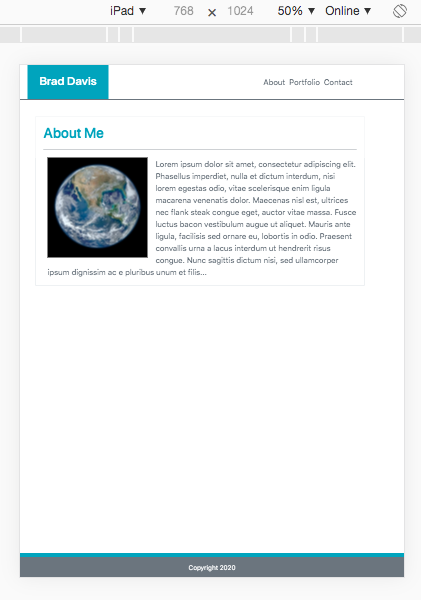 iPad ▼ 768 × 1024 50% ▼ Online ▼
Brad Davis
About Portfolio Contact
About Me
Lorem ipsum dolor sit amet, consectetur adipiscing elit.
Phasellus imperdiet, nulla et dictum interdum, nisi
lorem egestas odio, vitae scelerisque enim ligula
macarena venenatis dolor. Maecenas nisl est, ultrices
nec flank steak congue eget, auctor vitae massa. Fusce
luctus bacon vestibulum augue ut aliquet. Mauris ante
ligula, facilisis sed ornare eu, lobortis in odio. Praesent
convallis urna a lacus interdum ut hendrerit risus
congue. Nunc sagittis dictum nisi, sed ullamcorper
ipsum dignissim ac e pluribus unum et filis...
Copyright 2020